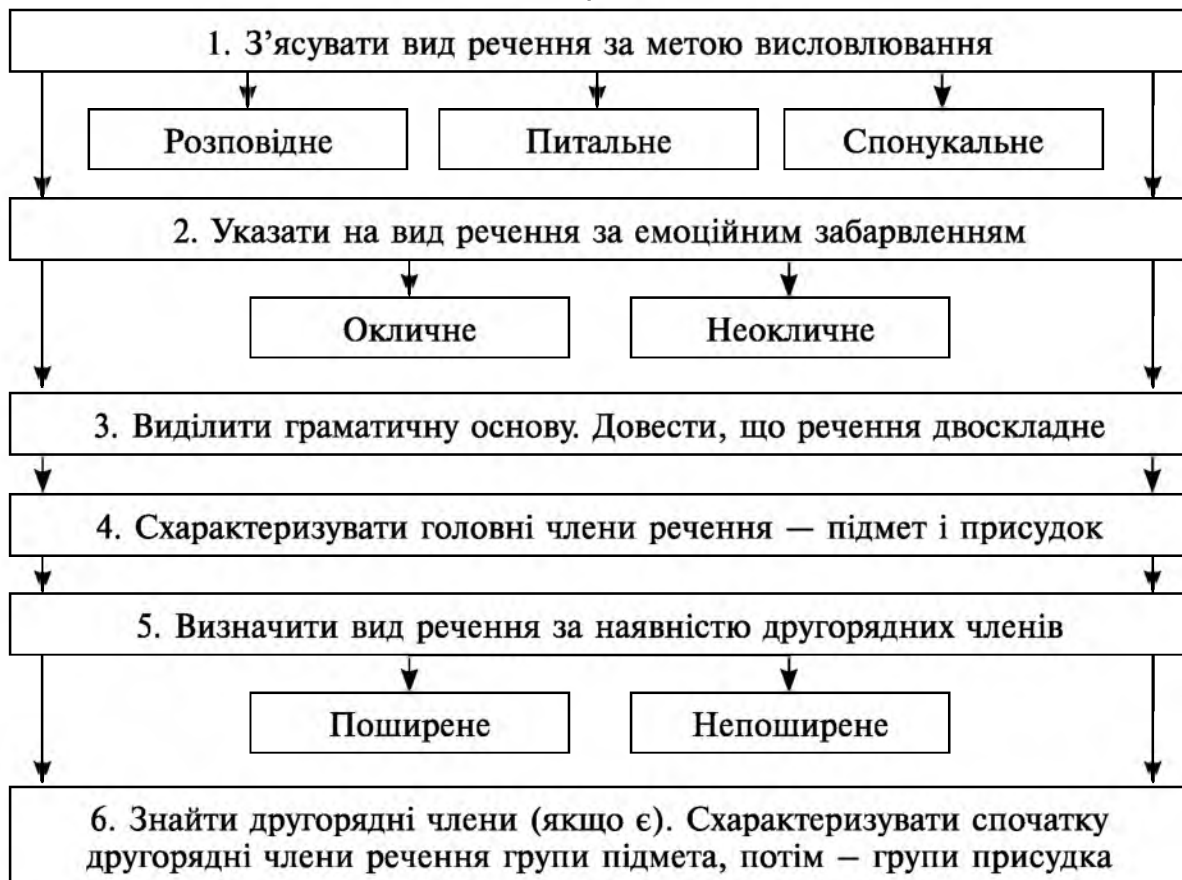 1. З’ясувати вид речення за метою висловлювання
Розповідне
Питальне
Спонукальне
2. Указати на вид речення за емоційним забарвленням
Окличне
Неокличне
3. Виділити граматичну основу. Довести, що речення двоскладне
4. Схарактеризувати головні члени речення — підмет і присудок
5. Визначити вид речення за наявністю другорядних членів
Поширене
Непоширене
6. Знайти другорядні члени (якщо є). Схарактеризувати спочатку
другорядні члени речення групи підмета, потім — групи присудка